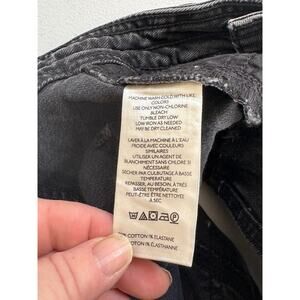 MACHINE WASH COLD WITH LIKE
COLORS
USE ONLY NON-CHLORINE
BLEACH
TUMBLE DRY LOW
LOW IRON AS NEEDED
MAY BE DRY CLEANED
LAVER À LA MACHINE À L'EAU
FROIDE AVEC COULEURS
SIMILAIRES
UTILISER UN AGENT DE
BLANCHIMENT SANS CHLORE SI
NÉCESSAIRE
SÉCHER PAR CULBUTAGE À BASSE
TEMPÉRATURE
REPASSER, AU BESOIN, À TRÈS
BASSE TEMPÉRATURE
PEUT-ÊTRE ÊTRE NETTOYÉ
À SEC
COTTON 1% ELASTANE
COTON 1% ÉLASTHANNE